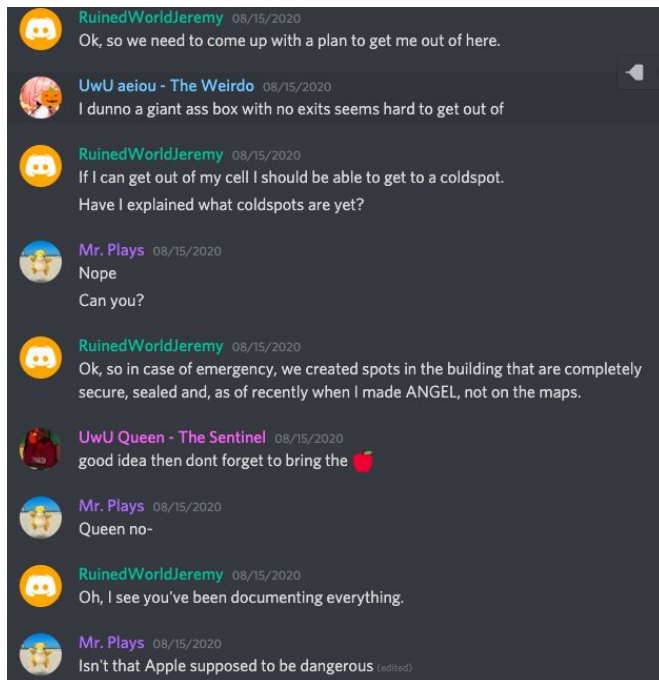 RuinedWorldJeremy 08/15/2020
Ok, so we need to come up with a plan to get me out of here.
UwU aeiou - The Weirdo 08/15/2020
I dunno a giant ass box with no exits seems hard to get out of
RuinedWorldJeremy 08/15/2020
If I can get out of my cell I should be able to get to a coldspot.
Have I explained what coldspots are yet?
Mr. Plays 08/15/2020
Nope
Can you?
RuinedWorldJeremy 08/15/2020
Ok, so in case of emergency, we created spots in the building that are completely
secure, sealed and, as of recently when I made ANGEL, not on the maps.
UwU Queen - The Sentinel 08/15/2020
good idea then dont forget to bring the 🍎
Mr. Plays 08/15/2020
Queen no-
RuinedWorldJeremy 08/15/2020
Oh, I see you've been documenting everything.
Mr. Plays 08/15/2020
Isn't that Apple supposed to be dangerous (edited)